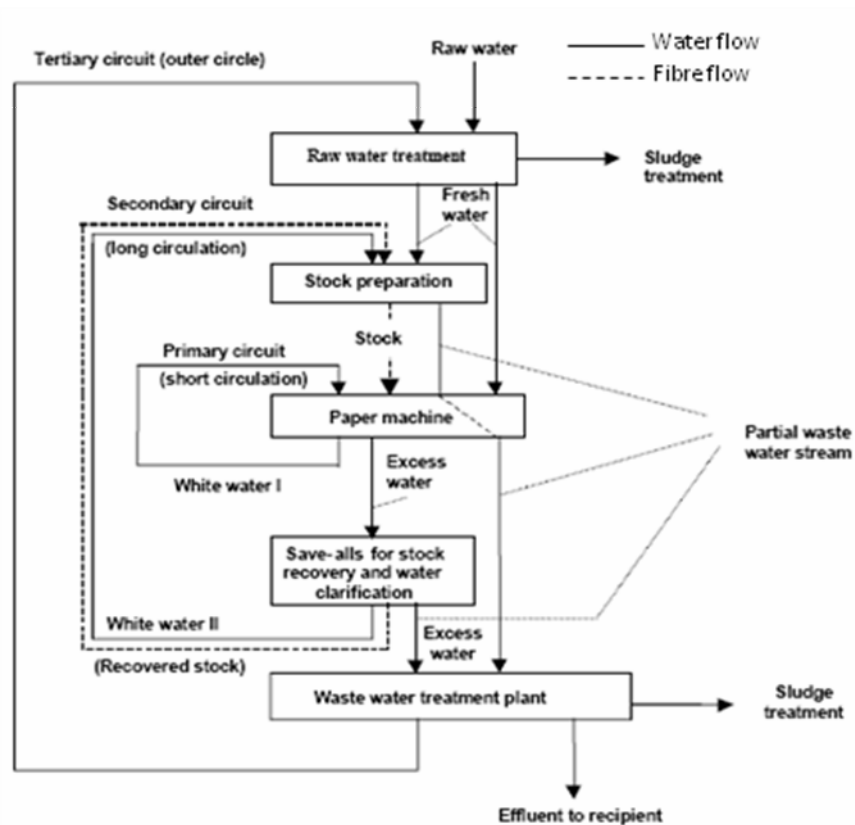 Raw water
Water flow
Fibre flow
Tertiary circuit (outer circle)
Raw water treatment
Sludge
treatment
Fresh
water
Secondary circuit
(long circulation)
Stock preparation
Stock
Primary circuit
(short circulation)
Paper machine
Partial waste
water stream
White water I
Excess
water
Save-alls for stock
recovery and water
clarification
White water II
Excess
water
(Recovered stock)
Waste water treatment plant
Sludge
treatment
Effluent to recipient